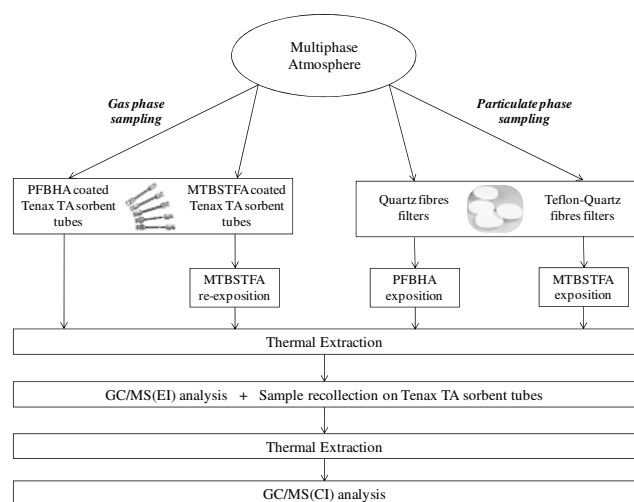 Multiphase
Atmosphere
Gas phase
sampling
Particulate phase
sampling
PFBHA coated
Tenax TA sorbent
tubes
MTBSTFA coated
Tenax TA sorbent
tubes
Quartz fibres
filters
Teflon-Quartz
fibres filters
MTBSTFA
re-exposition
PFBHA
exposition
MTBSTFA
exposition
Thermal Extraction
GC/MS(EI) analysis + Sample recollection on Tenax TA sorbent tubes
Thermal Extraction
GC/MS(CI) analysis